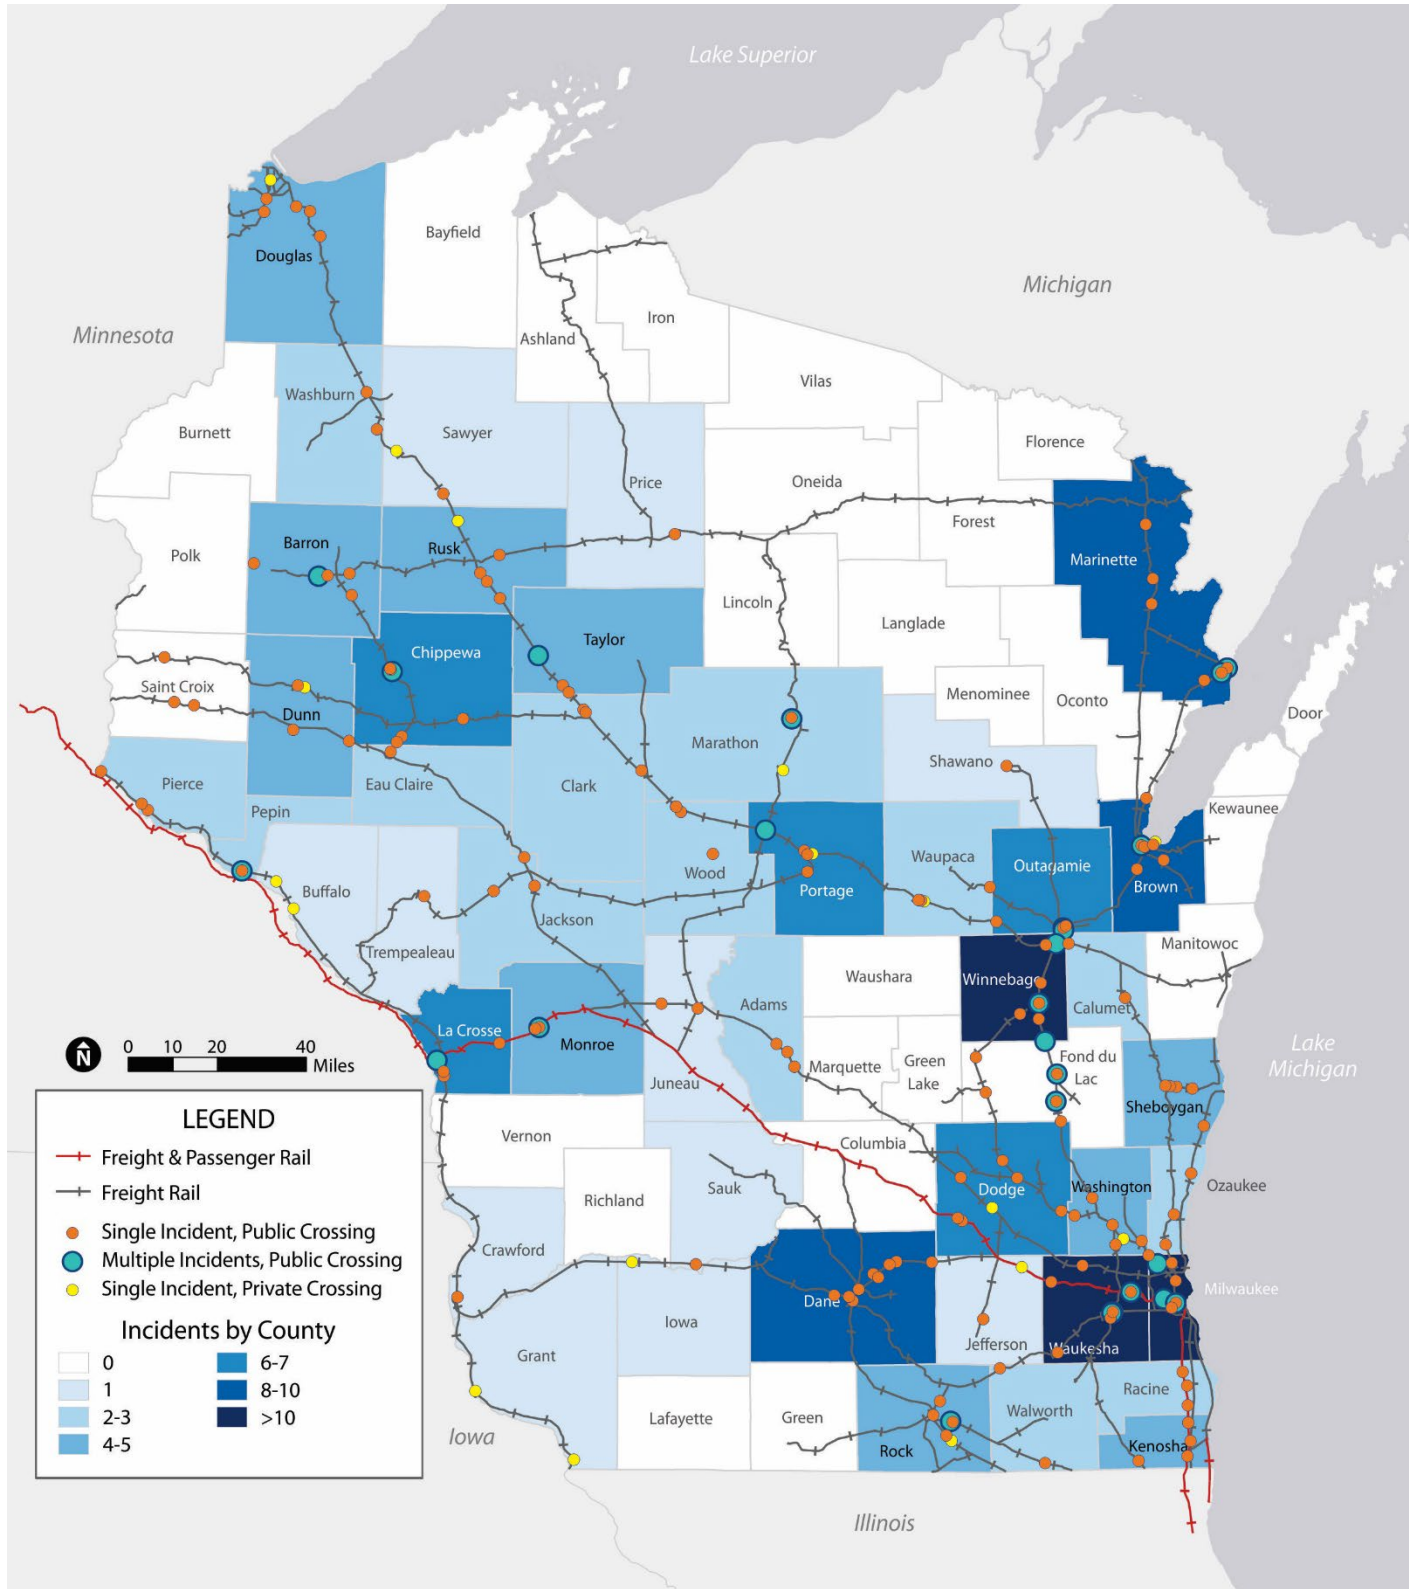 Lake Superior
Bayfield
Douglas
Michigan
Minnesota
Iron
Ashland
Vilas
Washburn
Burnett
Sawyer
Florence
Price
Oneida
Forest
Barron
Rusk
Polk
Marinette
Lincoln
Langlade
Taylor
Chippewa
Saint Croix
Menominee
Oconto
Dunn
Door
Marathon
Shawano
Pierce
Eau Claire
Clark
Pepin
Kewaunee
Waupaca
Outagamie
Wood
Portage
Brown
Buffalo
Jackson
Trempealeau
Manitowoc
Waushara
Winnebag
Adams
Calumet
La Crosse
N
0 10 20 40
Miles
Monroe
Lake
Michigan
Marquette
Green
Lake
Fond du
Lac
Juneau
Sheboygan
LEGEND
Freight & Passenger Rail
Freight Rail
Single Incident, Public Crossing
Multiple Incidents, Public Crossing
Single Incident, Private Crossing
Incidents by County
0
1
2-3
4-5
6-7
8-10
>10
Vernon
Columbia
Richland
Sauk
Dodge
Washington
Ozaukee
Crawford
Dane
Milwaukee
Iowa
Jefferson
Waukesha
Grant
Racine
Lafayette
Green
Walworth
Rock
Kenosha
Iowa
Illinois